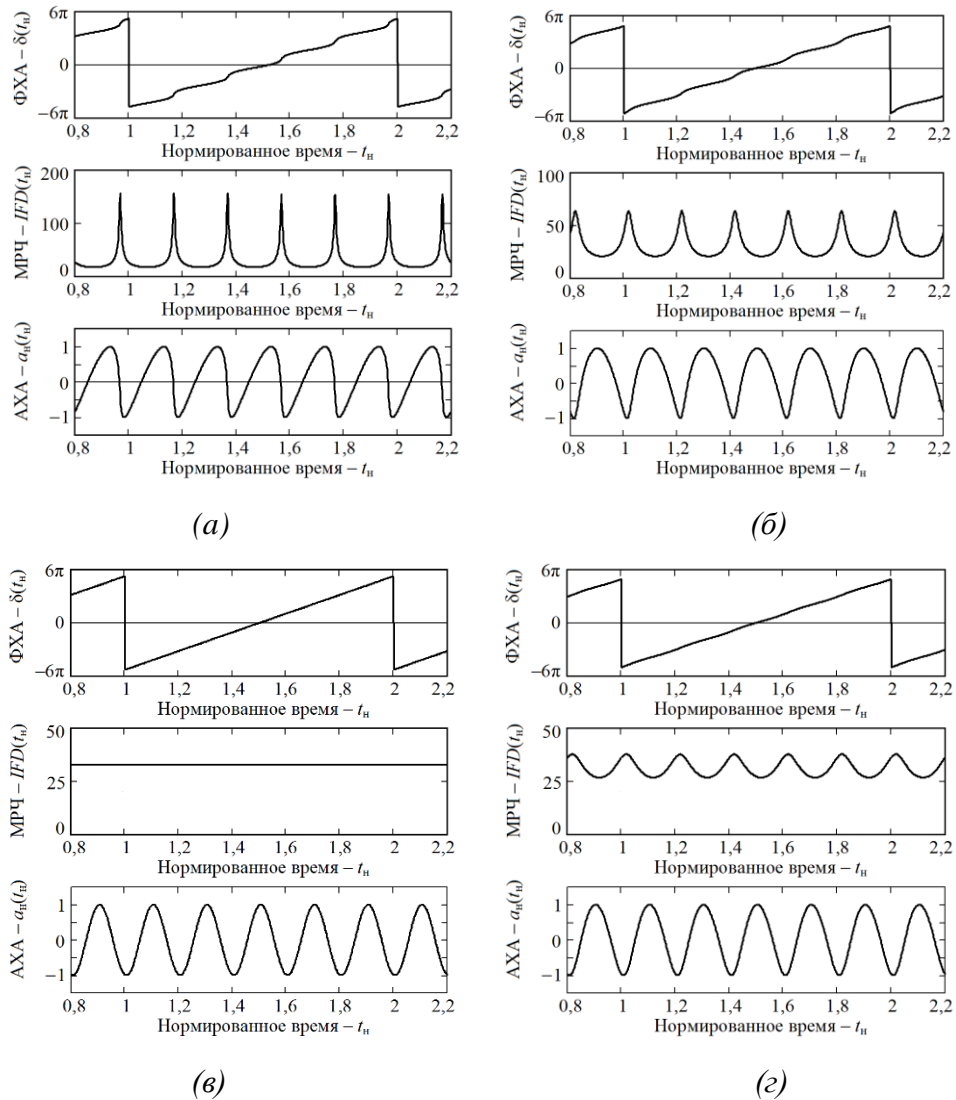 ФХА – δ(tн)
6π
0
−6π
0,8 1 1,2 1,4 1,6 1,8 2 2,2
Нормированное время – tн
МРЧ – IFD(tн)
200
100
0
0,8 1 1,2 1,4 1,6 1,8 2 2,2
Нормированное время – tн
АХА – aн(tн)
1
0
−1
0,8 1 1,2 1,4 1,6 1,8 2 2,2
Нормированное время – tн
(а)
ФХА – δ(tн)
6π
0
−6π
0,8 1 1,2 1,4 1,6 1,8 2 2,2
Нормированное время – tн
МРЧ – IFD(tн)
100
50
0
0,8 1 1,2 1,4 1,6 1,8 2 2,2
Нормированное время – tн
АХА – aн(tн)
1
0
−1
0,8 1 1,2 1,4 1,6 1,8 2 2,2
Нормированное время – tн
(б)
ФХА – δ(tн)
6π
0
−6π
0,8 1 1,2 1,4 1,6 1,8 2 2,2
Нормированное время – tн
МРЧ – IFD(tн)
50
25
0
0,8 1 1,2 1,4 1,6 1,8 2 2,2
Нормированное время – tн
АХА – aн(tн)
1
0
−1
0,8 1 1,2 1,4 1,6 1,8 2 2,2
Нормированное время – tн
(в)
ФХА – δ(tн)
6π
0
−6π
0,8 1 1,2 1,4 1,6 1,8 2 2,2
Нормированное время – tн
МРЧ – IFD(tн)
50
25
0
0,8 1 1,2 1,4 1,6 1,8 2 2,2
Нормированное время – tн
АХА – aн(tн)
1
0
−1
0,8 1 1,2 1,4 1,6 1,8 2 2,2
Нормированное время – tн
(г)